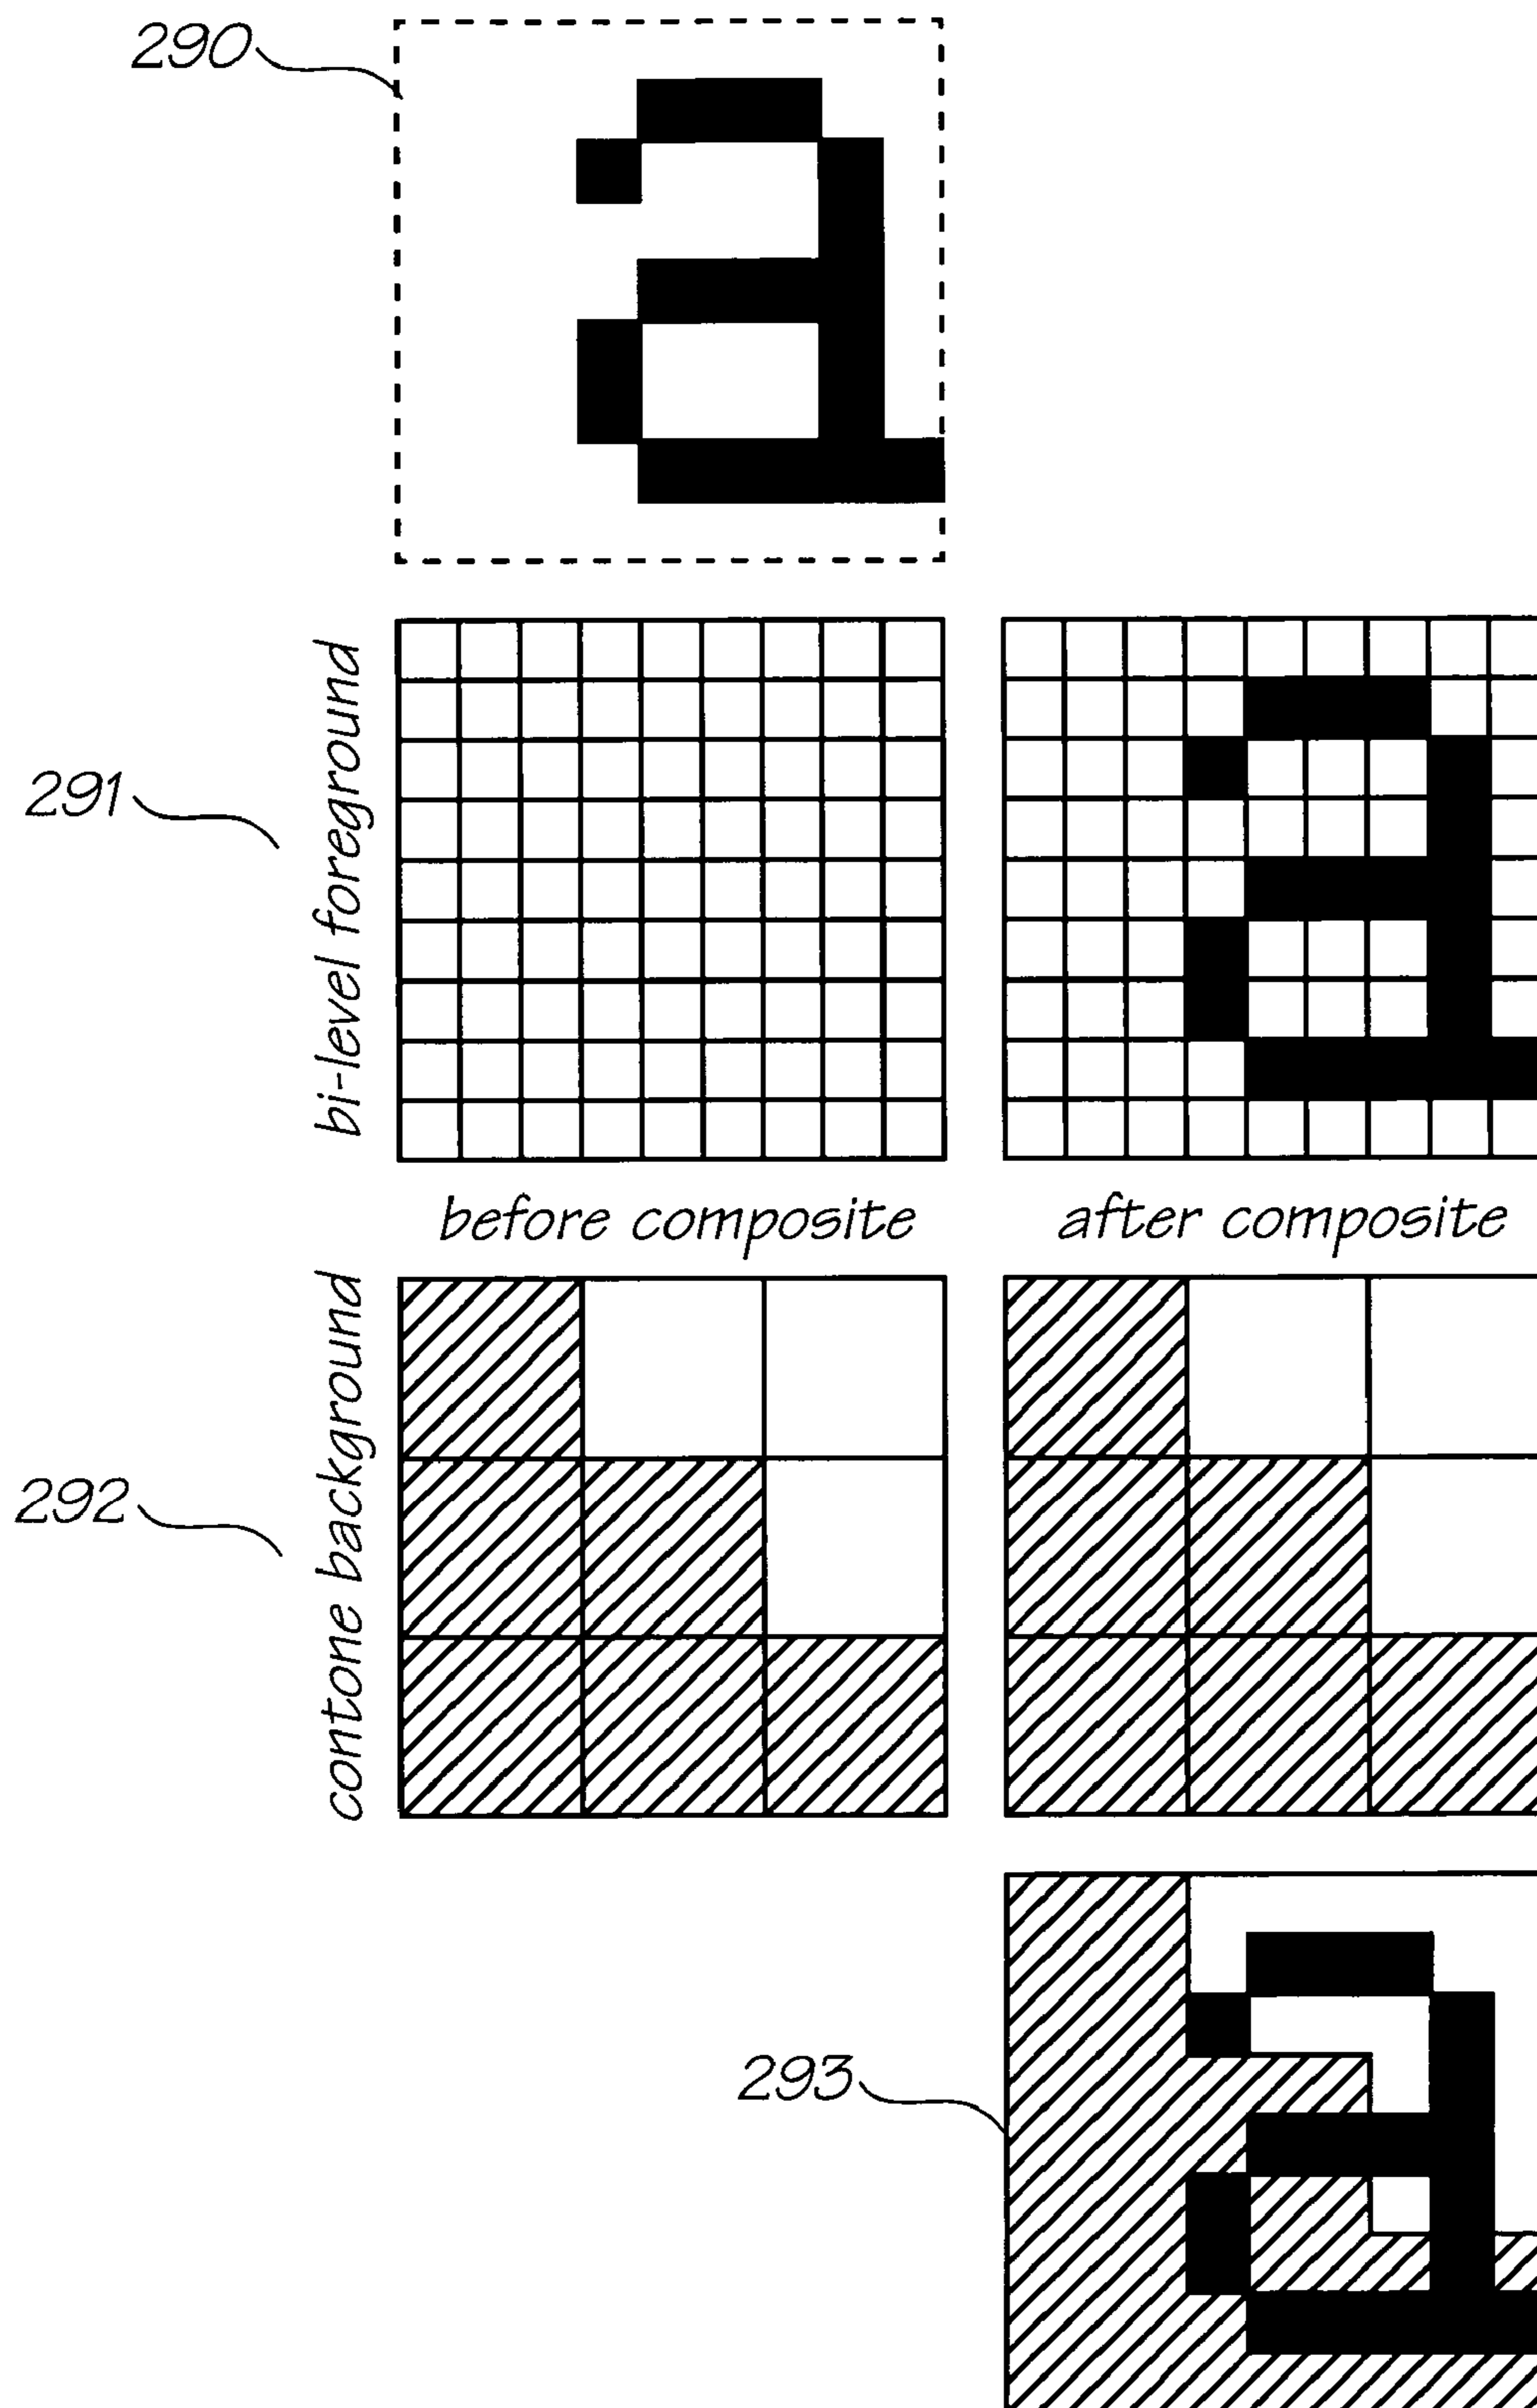 290
a
291
bi-level foreground
a
before composite
after composite
292
contone background
293
a